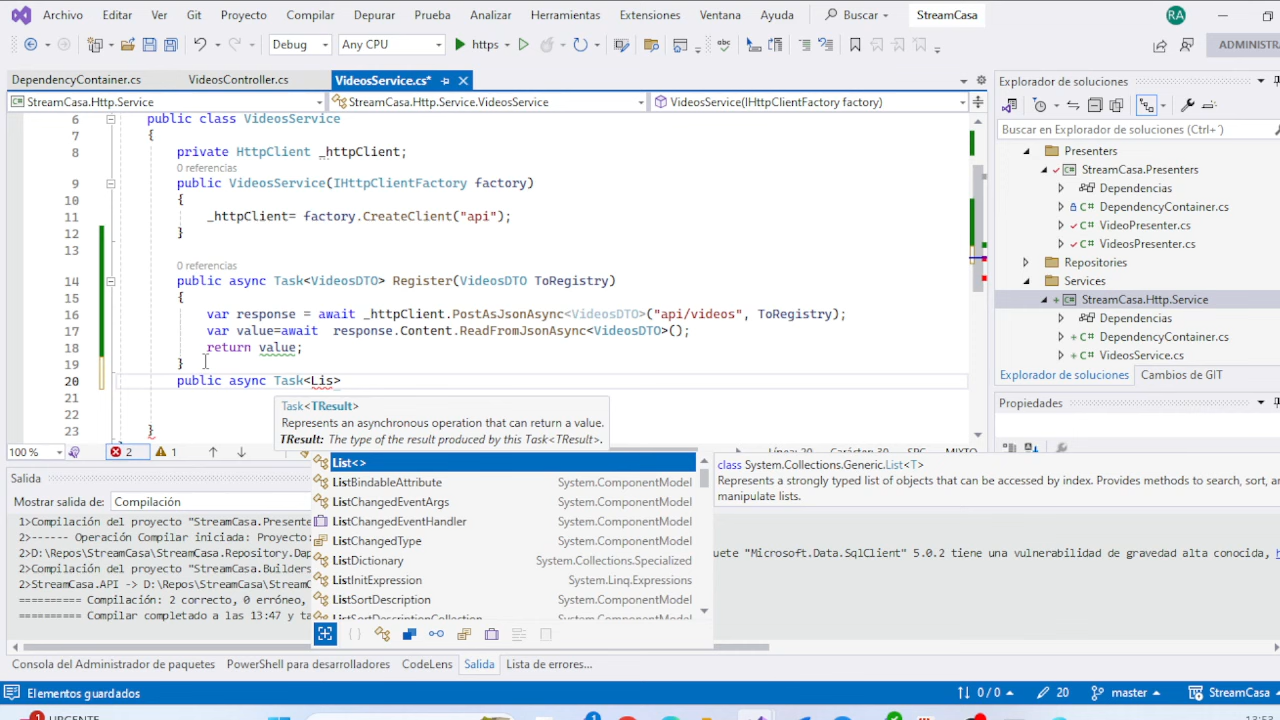 Archivo Editar Ver Git Proyecto Compilar Depurar Prueba Analizar Herramientas Extensiones Ventana Ayuda Buscar StreamCasa RA
Debug Any CPU https ADMINISTR
DependencyContainer.cs VideosController.cs VideosService.cs*
StreamCasa.Http.Service StreamCasa.Http.Service.VideosService VideosService(IHttpClientFactory factory)
6 public class VideosService
7 {
8 private HttpClient _httpClient;
0 referencias
9 public VideosService(IHttpClientFactory factory)
10 {
11 _httpClient= factory.CreateClient("api");
12 }
13
0 referencias
14 public async Task<VideosDTO> Register(VideosDTO ToRegistry)
15 {
16 var response = await _httpClient.PostAsJsonAsync<VideosDTO>("api/videos", ToRegistry);
17 var value=await response.Content.ReadFromJsonAsync<VideosDTO>();
18 return value;
19 }
20 public async Task<Lis>
21
22
23 }
Task<TResult>
Represents an asynchronous operation that can return a value.
TResult: The type of the result produced by this Task<TResult>.
List<>
ListBindableAttribute System.ComponentModel
ListChangedEventArgs System.ComponentModel
ListChangedEventHandler System.ComponentModel
ListChangedType System.ComponentModel
ListDictionary System.Collections.Specialized
ListInitExpression System.Linq.Expressions
ListSortDescription System.ComponentModel
ListSortDescriptionCollection System.ComponentModel
class System.Collections.Generic.List<T>
Represents a strongly typed list of objects that can be accessed by index. Provides methods to search, sort, and
manipulate lists.
100 % 2 1
Salida
Mostrar salida de: Compilación
1>Compilación del proyecto "StreamCasa.Presente
2>------ Operación Compilar iniciada: Proyecto:
2>D:\Repos\StreamCasa\StreamCasa.Repository.Dap
quete "Microsoft.Data.SqlClient" 5.0.2 tiene una vulnerabilidad de gravedad alta conocida, h
2>Compilación del proyecto "StreamCasa.Builders
2>StreamCasa.API -> D:\Repos\StreamCasa\StreamC
========== Compilación: 2 correcto, 0 erróneo,
========== Compilar completado a las 13:47 y ta
Consola del Administrador de paquetes PowerShell para desarrolladores CodeLens Salida Lista de errores...
Explorador de soluciones
Buscar en Explorador de soluciones (Ctrl+´)
Presenters
StreamCasa.Presenters
Dependencias
DependencyContainer.cs
VideoPresenter.cs
VideosPresenter.cs
Repositories
Services
StreamCasa.Http.Service
Dependencias
DependencyContainer.cs
VideosService.cs
Explorador de soluciones Cambios de GIT
Propiedades
Elementos guardados 0 / 0 20 master StreamCasa
URGENTE